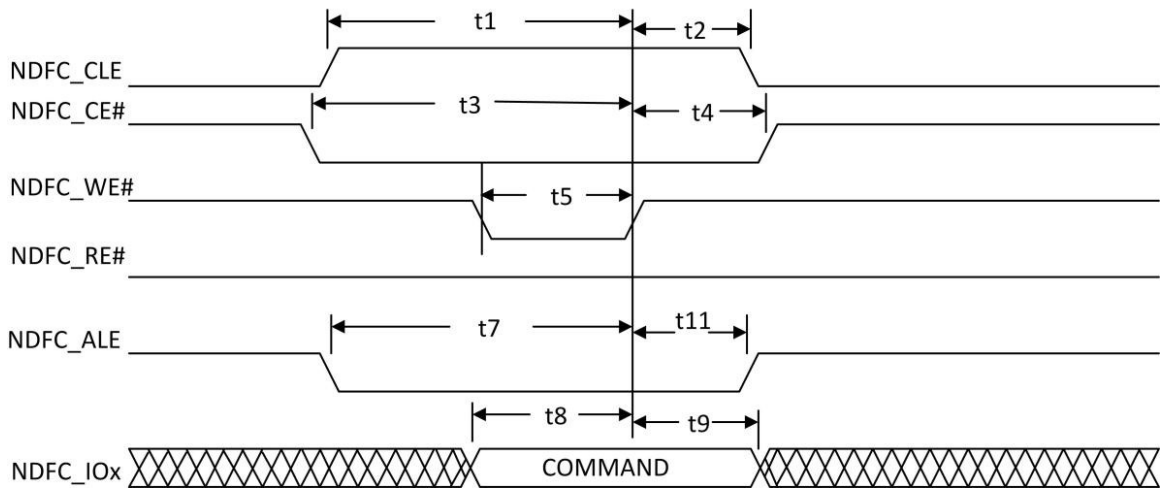 t1
t2
NDFC_CLE
t3
t4
NDFC_CE#
NDFC_WE#
t5
NDFC_RE#
t7
t11
NDFC_ALE
t8
t9
NDFC_IOx
COMMAND